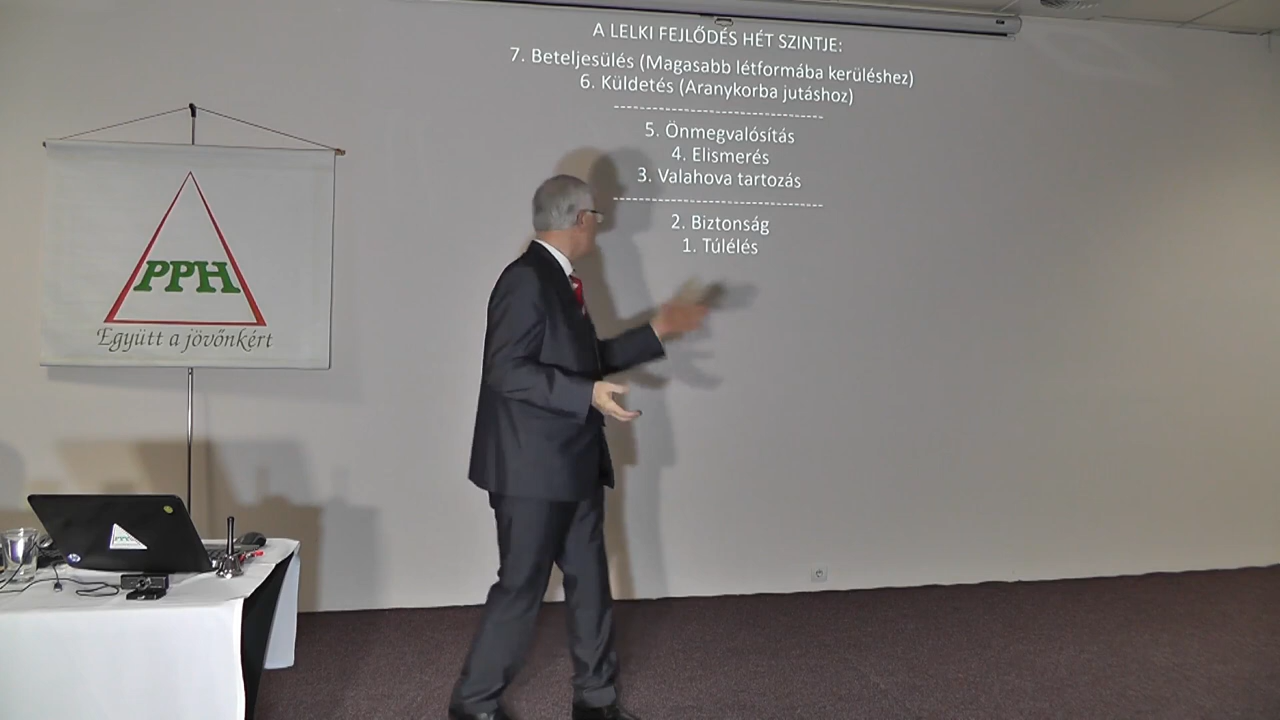 A LELKI FEJLŐDÉS HÉT SZINTJE:
7. Beteljesülés (Magasabb létformába kerüléshez)
6. Küldetés (Aranykorba jutáshoz)
--------------------------------
5. Önmegvalósítás
4. Elismerés
3. Valahova tartozás
--------------------------------
2. Biztonság
1. Túlélés
PPH
Együtt a jövőnkért
PPH